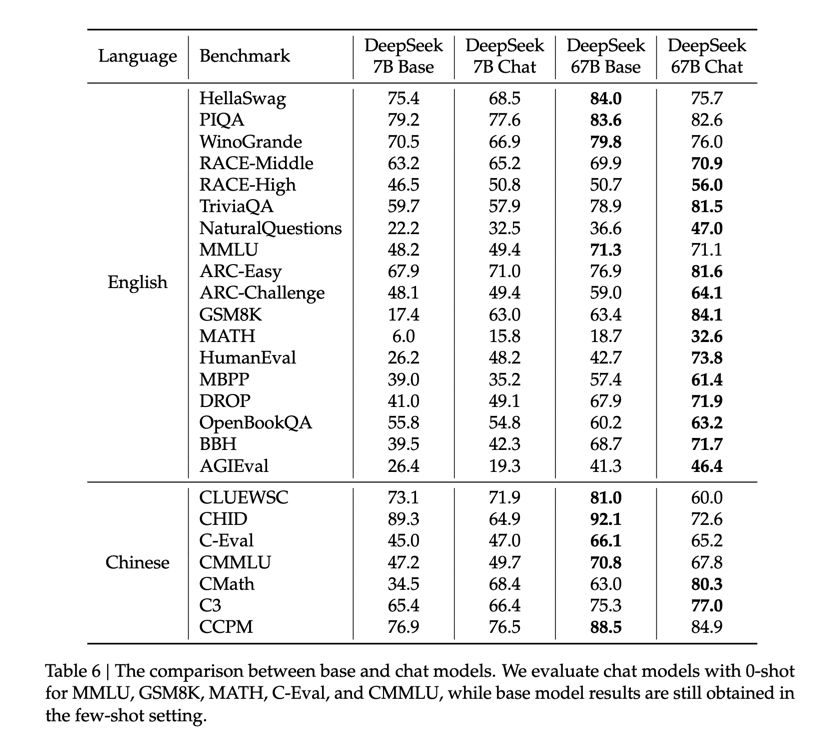 Language Benchmark DeepSeek 7B Base DeepSeek 7B Chat DeepSeek 67B Base DeepSeek 67B Chat
English
HellaSwag 75.4 68.5 84.0 75.7
PIQA 79.2 77.6 83.6 82.6
WinoGrande 70.5 66.9 79.8 76.0
RACE-Middle 63.2 65.2 69.9 70.9
RACE-High 46.5 50.8 50.7 56.0
TriviaQA 59.7 57.9 78.9 81.5
NaturalQuestions 22.2 32.5 36.6 47.0
MMLU 48.2 49.4 71.3 71.1
ARC-Easy 67.9 71.0 76.9 81.6
ARC-Challenge 48.1 49.4 59.0 64.1
GSM8K 17.4 63.0 63.4 84.1
MATH 6.0 15.8 18.7 32.6
HumanEval 26.2 48.2 42.7 73.8
MBPP 39.0 35.2 57.4 61.4
DROP 41.0 49.1 67.9 71.9
OpenBookQA 55.8 54.8 60.2 63.2
BBH 39.5 42.3 68.7 71.7
AGIEval 26.4 19.3 41.3 46.4
Chinese
CLUEWSC 73.1 71.9 81.0 60.0
CHID 89.3 64.9 92.1 72.6
C-Eval 45.0 47.0 66.1 65.2
CMMLU 47.2 49.7 70.8 67.8
CMath 34.5 68.4 63.0 80.3
C3 65.4 66.4 75.3 77.0
CCPM 76.9 76.5 88.5 84.9
Table 6 | The comparison between base and chat models. We evaluate chat models with 0-shot
for MMLU, GSM8K, MATH, C-Eval, and CMMLU, while base model results are still obtained in
the few-shot setting.